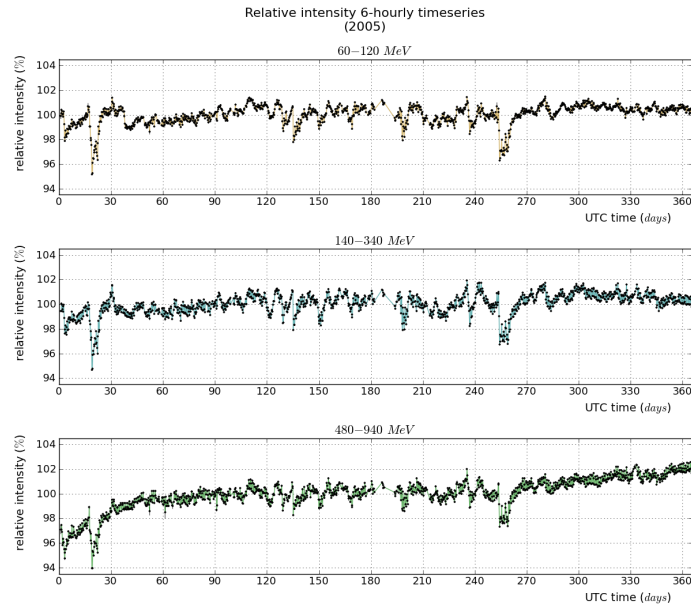 Relative intensity 6-hourly timeseries
(2005)
60−120 MeV
relative intensity (%)
104
102
100
98
96
94
0 30 60 90 120 150 180 210 240 270 300 330 360
UTC time (days)
140−340 MeV
relative intensity (%)
104
102
100
98
96
94
0 30 60 90 120 150 180 210 240 270 300 330 360
UTC time (days)
480−940 MeV
relative intensity (%)
104
102
100
98
96
94
0 30 60 90 120 150 180 210 240 270 300 330 360
UTC time (days)